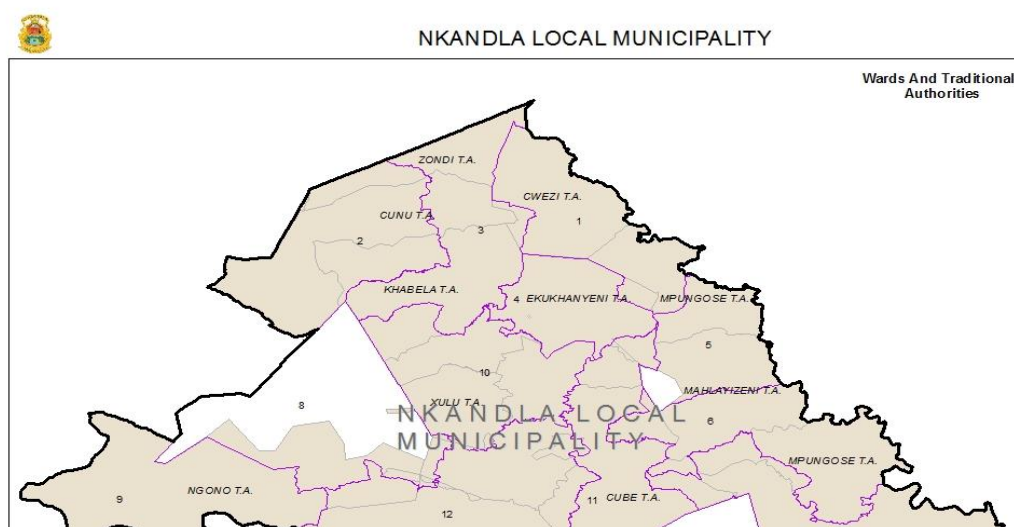 NKANDLA LOCAL MUNICIPALITY
Wards And Traditional
Authorities
ZONDI T.A.
CWEZI T.A.
CUNU T.A.
1
3
2
KHABELA T.A.
4
EKUKHANYENI T.A.
MPUNGOSE T.A.
5
10
MAHLAYIZENI T.A.
XULU T.A.
8
NKANDLA LOCAL
MUNICIPALITY
6
MPUNGOSE T.A.
NGONO T.A.
9
11
CUBE T.A.
12